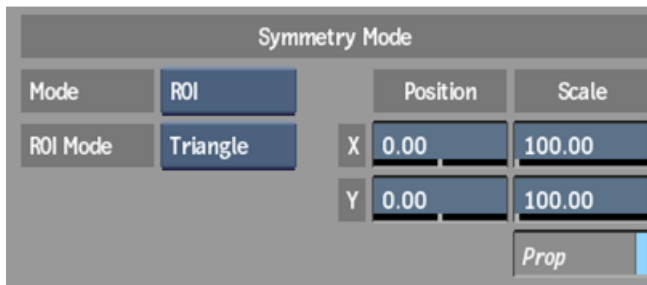 Symmetry Mode
Mode ROI Position Scale
ROI Mode Triangle X 0.00 100.00
Y 0.00 100.00
Prop